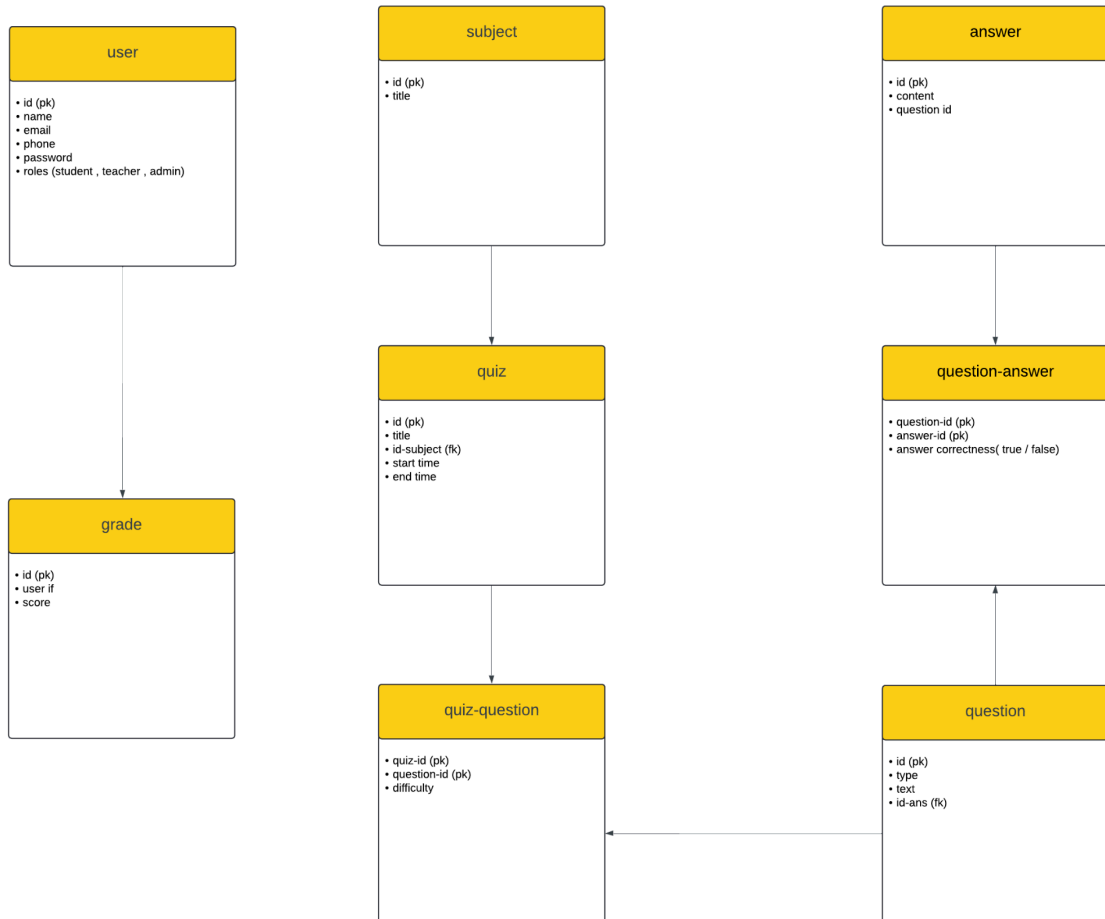 user
• id (pk)
• name
• email
• phone
• password
• roles (student , teacher , admin)
subject
• id (pk)
• title
answer
• id (pk)
• content
• question id
quiz
• id (pk)
• title
• id-subject (fk)
• start time
• end time
question-answer
• question-id (pk)
• answer-id (pk)
• answer correctness( true / false)
grade
• id (pk)
• user if
• score
quiz-question
• quiz-id (pk)
• question-id (pk)
• difficulty
question
• id (pk)
• type
• text
• id-ans (fk)